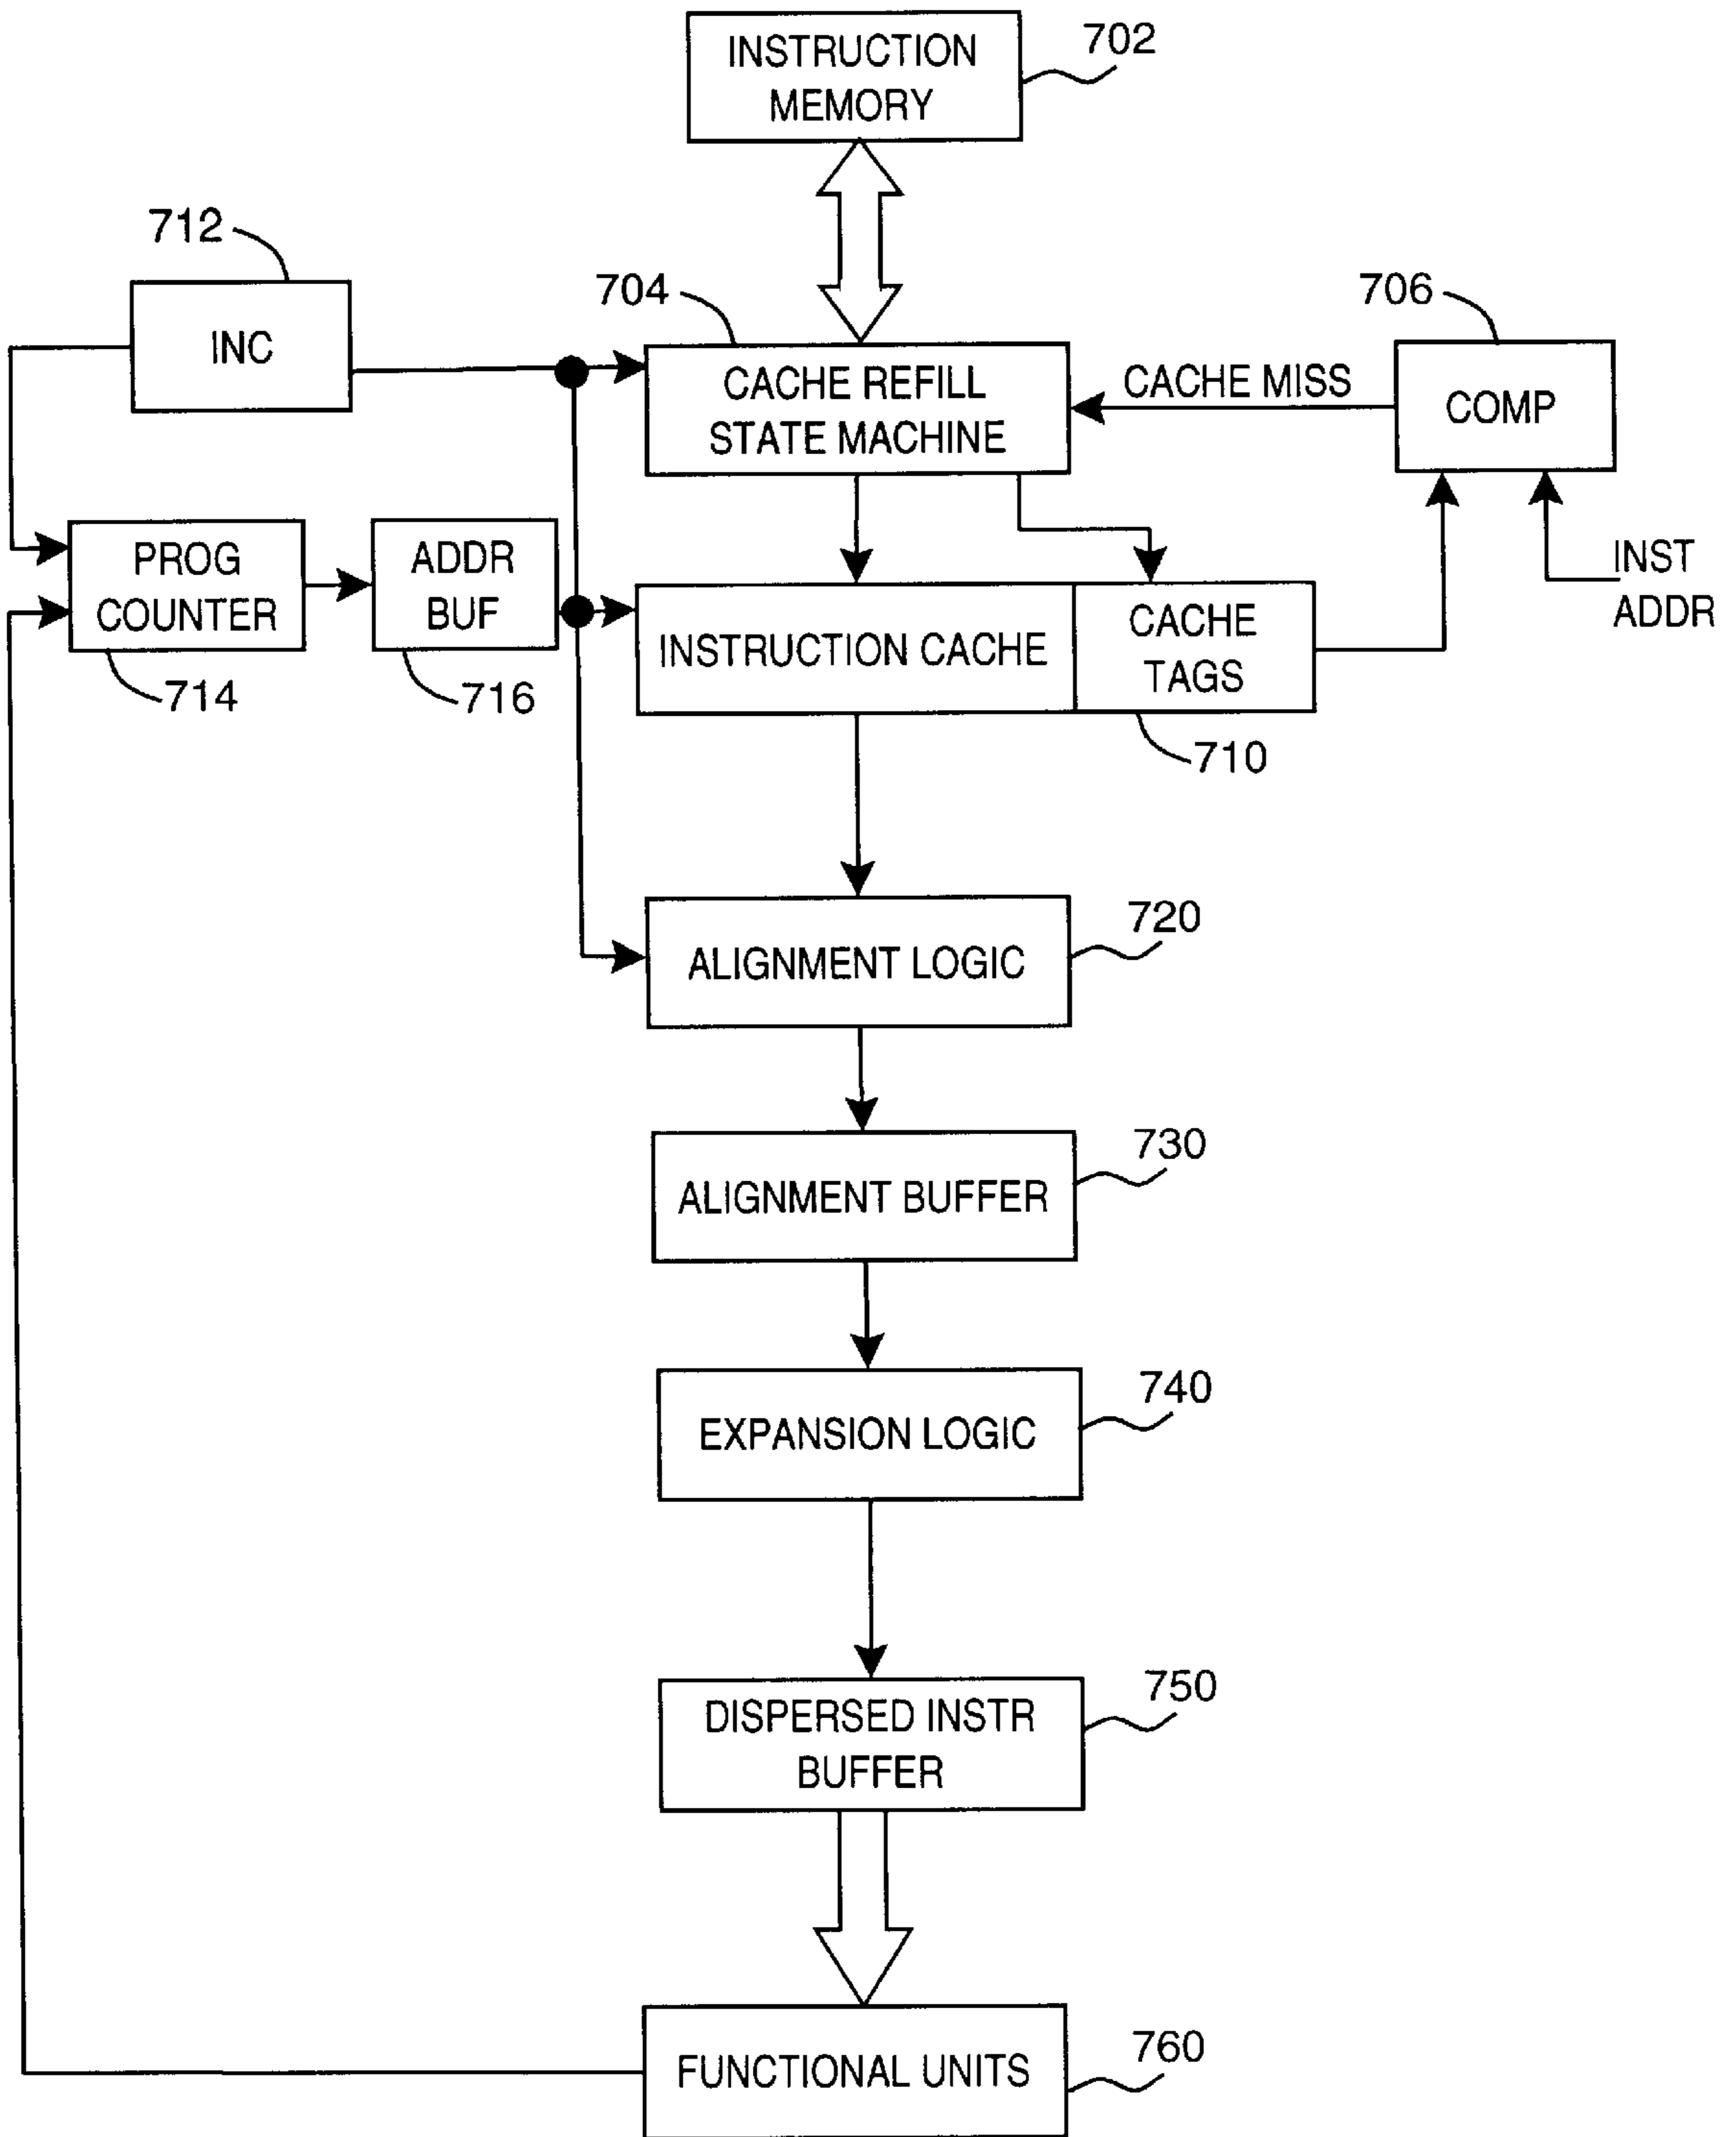 INSTRUCTION
MEMORY
702
712
INC
704
CACHE REFILL
STATE MACHINE
CACHE MISS
706
COMP
INST
ADDR
PROG
COUNTER
714
ADDR
BUF
716
INSTRUCTION CACHE
CACHE
TAGS
710
ALIGNMENT LOGIC
720
ALIGNMENT BUFFER
730
EXPANSION LOGIC
740
DISPERSED INSTR
BUFFER
750
FUNCTIONAL UNITS
760